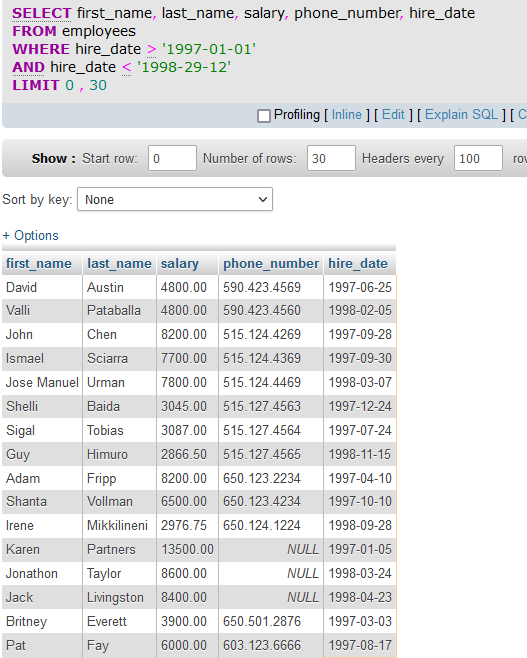 SELECT first_name, last_name, salary, phone_number, hire_date
FROM employees
WHERE hire_date > '1997-01-01'
AND hire_date < '1998-29-12'
LIMIT 0 , 30
Profiling [ Inline ] [ Edit ] [ Explain SQL ] [ C
Show : Start row: 0 Number of rows: 30 Headers every 100 rov
Sort by key: None
+ Options
first_name last_name salary phone_number hire_date
David Austin 4800.00 590.423.4569 1997-06-25
Valli Pataballa 4800.00 590.423.4560 1998-02-05
John Chen 8200.00 515.124.4269 1997-09-28
Ismael Sciarra 7700.00 515.124.4369 1997-09-30
Jose Manuel Urman 7800.00 515.124.4469 1998-03-07
Shelli Baida 3045.00 515.127.4563 1997-12-24
Sigal Tobias 3087.00 515.127.4564 1997-07-24
Guy Himuro 2866.50 515.127.4565 1998-11-15
Adam Fripp 8200.00 650.123.2234 1997-04-10
Shanta Vollman 6500.00 650.123.4234 1997-10-10
Irene Mikkilineni 2976.75 650.124.1224 1998-09-28
Karen Partners 13500.00 NULL 1997-01-05
Jonathon Taylor 8600.00 NULL 1998-03-24
Jack Livingston 8400.00 NULL 1998-04-23
Britney Everett 3900.00 650.501.2876 1997-03-03
Pat Fay 6000.00 603.123.6666 1997-08-17